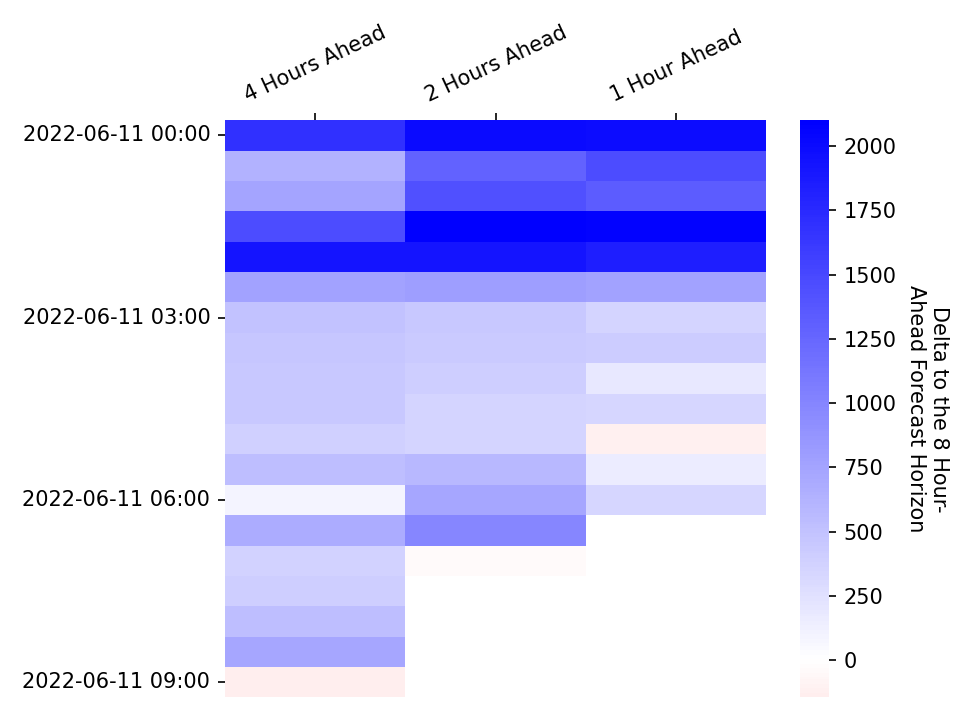 4 Hours Ahead
2 Hours Ahead
1 Hour Ahead
2022-06-11 00:00
2022-06-11 03:00
2022-06-11 06:00
2022-06-11 09:00
2000
1750
1500
1250
1000
750
500
250
0
Delta to the 8 Hour-
Ahead Forecast Horizon